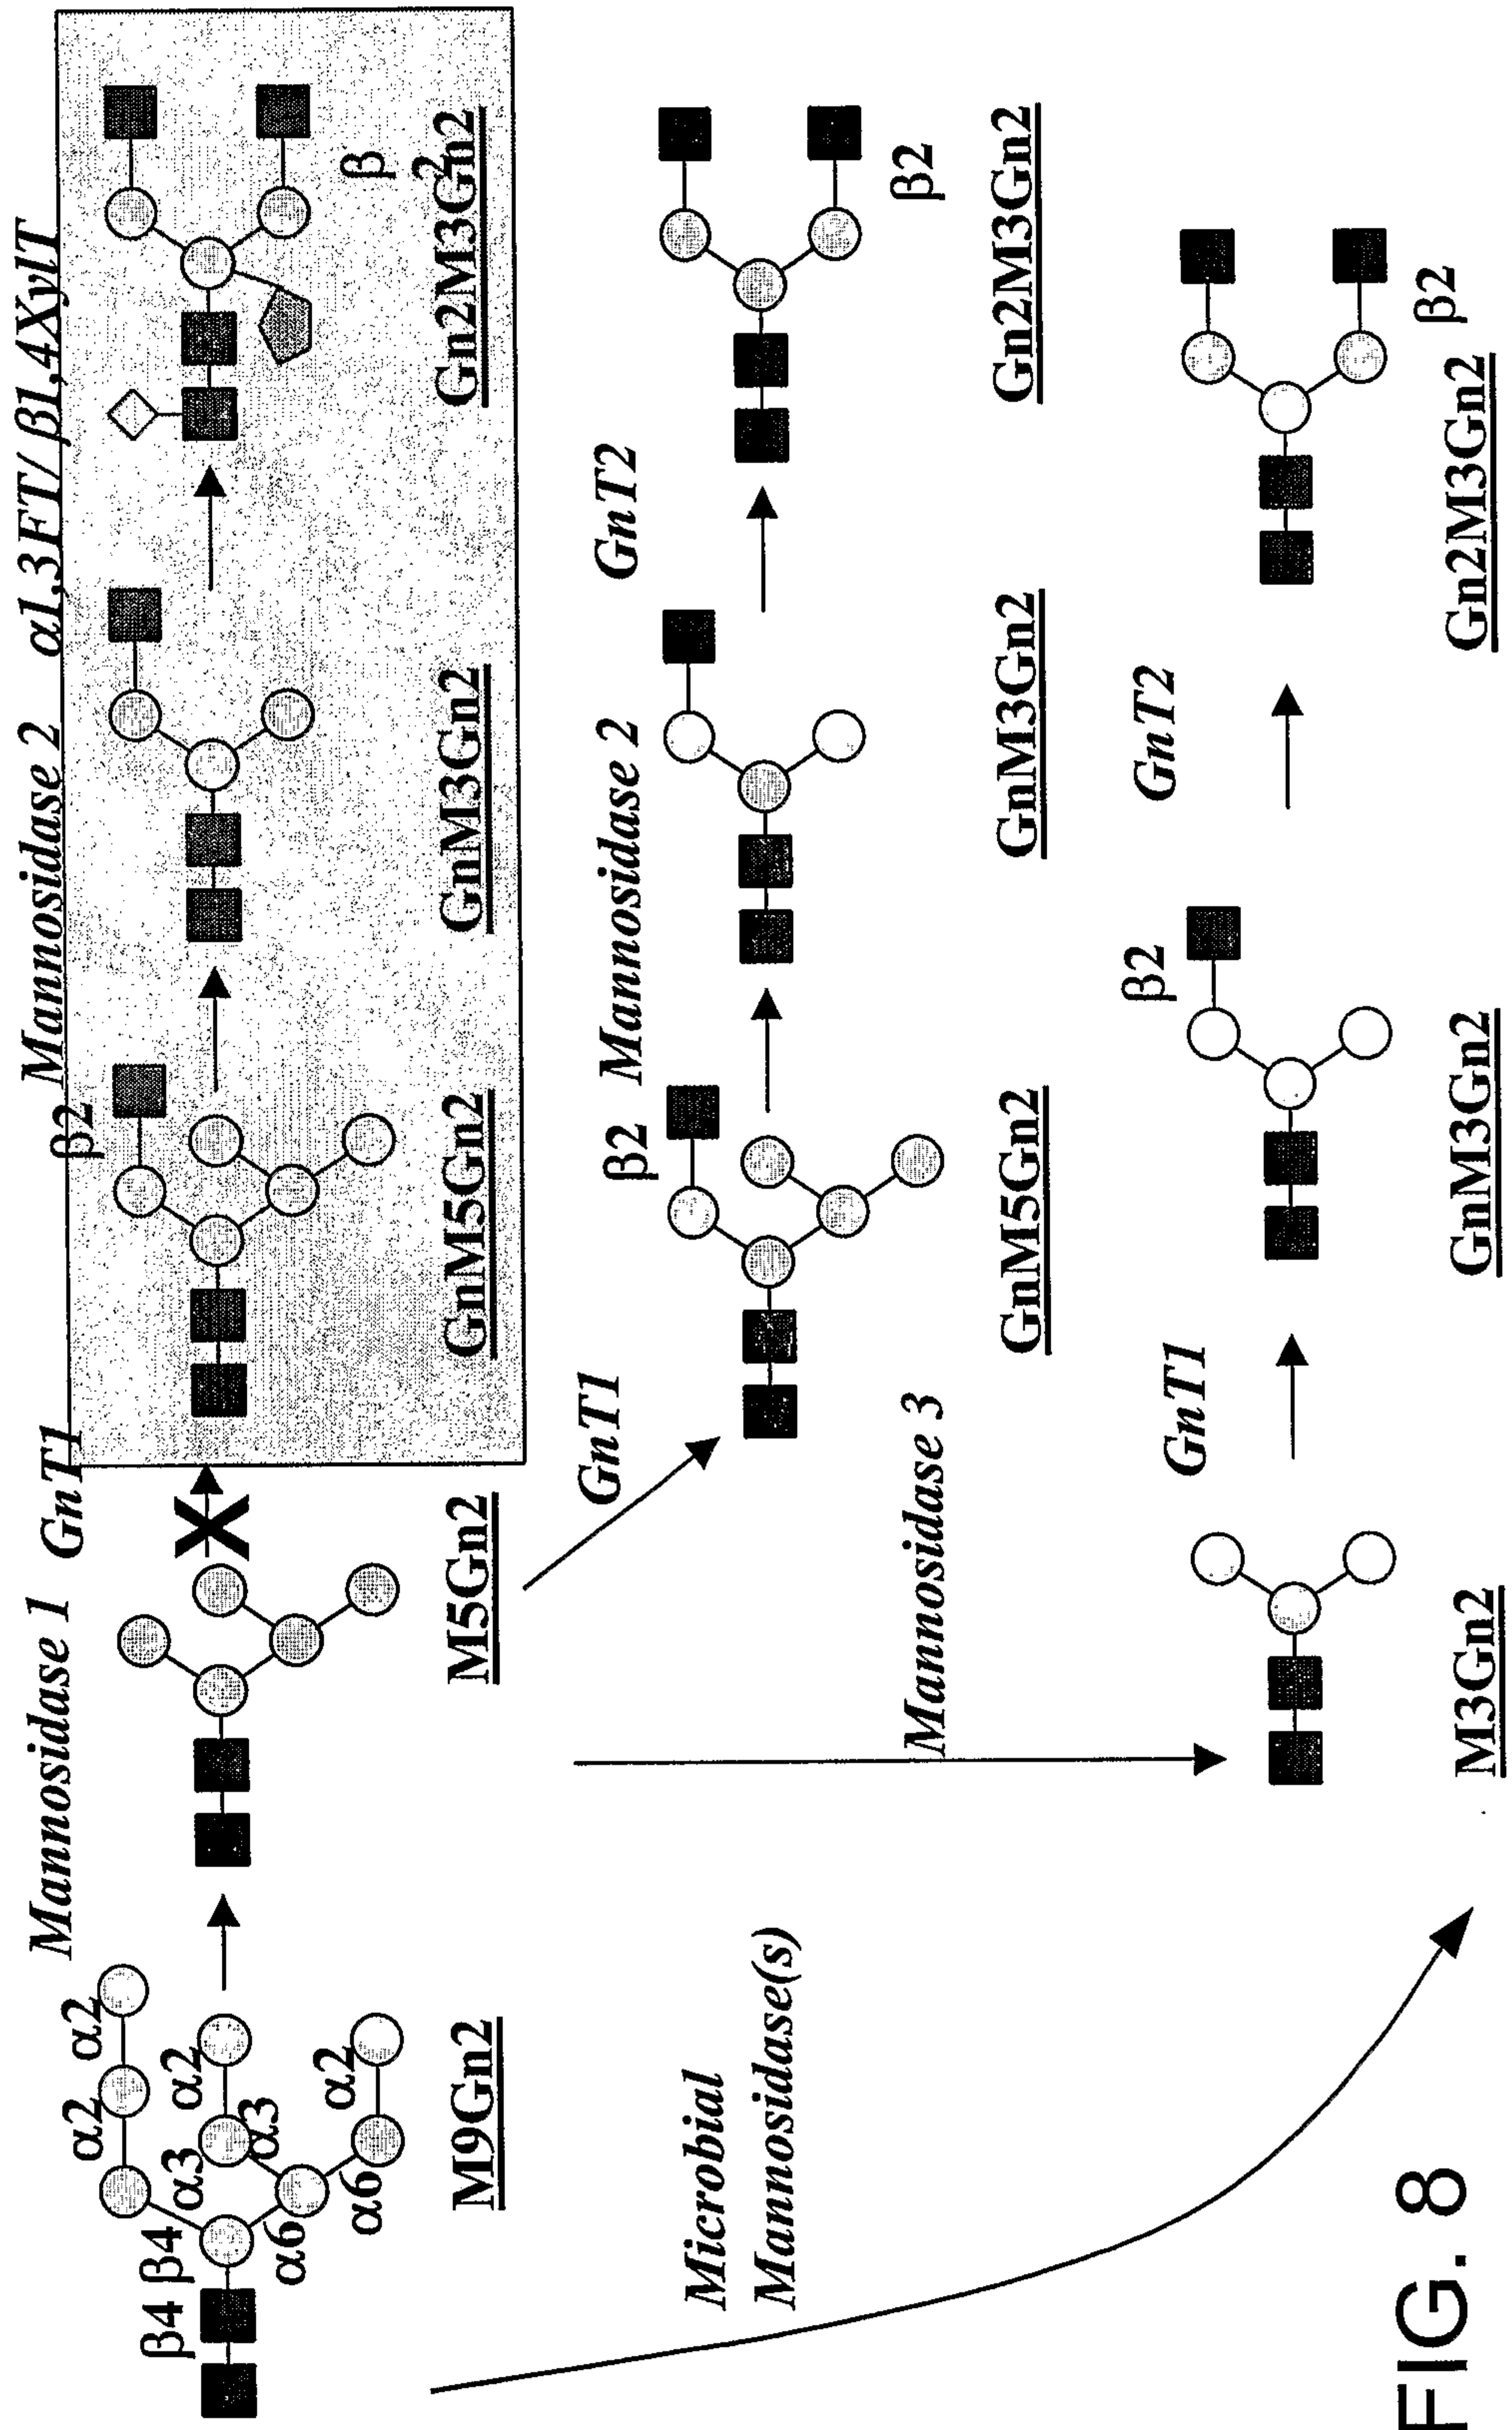 Mannosidase 1
GnT1
Mannosidase 2
α1,3FT/ β1,4XylT
α2
α2
β2
β4
β4
α3
α2
α3
α6
α2
α6
β
2
M9Gn2
M5Gn2
GnM5Gn2
GnM3Gn2
Gn2M3Gn2
GnT1
β2
Mannosidase 2
GnT2
Microbial
Mannosidase(s)
β2
GnM5Gn2
GnM3Gn2
Gn2M3Gn2
Mannosidase 3
GnT1
β2
GnT2
β2
M3Gn2
GnM3Gn2
Gn2M3Gn2
FIG. 8